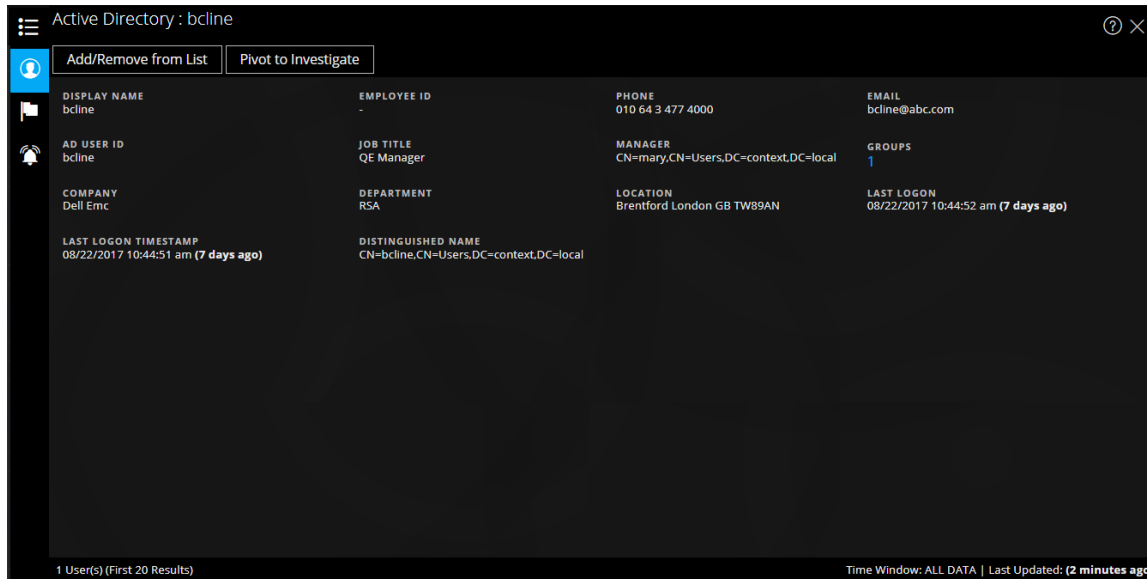 Active Directory : bcline
Add/Remove from List Pivot to Investigate
DISPLAY NAME EMPLOYEE ID PHONE EMAIL
bcline - 010 64 3 477 4000 bcline@abc.com
AD USER ID JOB TITLE MANAGER GROUPS
bcline QE Manager CN=mary,CN=Users,DC=context,DC=local 1
COMPANY DEPARTMENT LOCATION LAST LOGON
Dell Emc RSA Brentford London GB TW89AN 08/22/2017 10:44:52 am (7 days ago)
LAST LOGON TIMESTAMP DISTINGUISHED NAME
08/22/2017 10:44:51 am (7 days ago) CN=bcline,CN=Users,DC=context,DC=local
1 User(s) (First 20 Results) Time Window: ALL DATA | Last Updated: (2 minutes ago